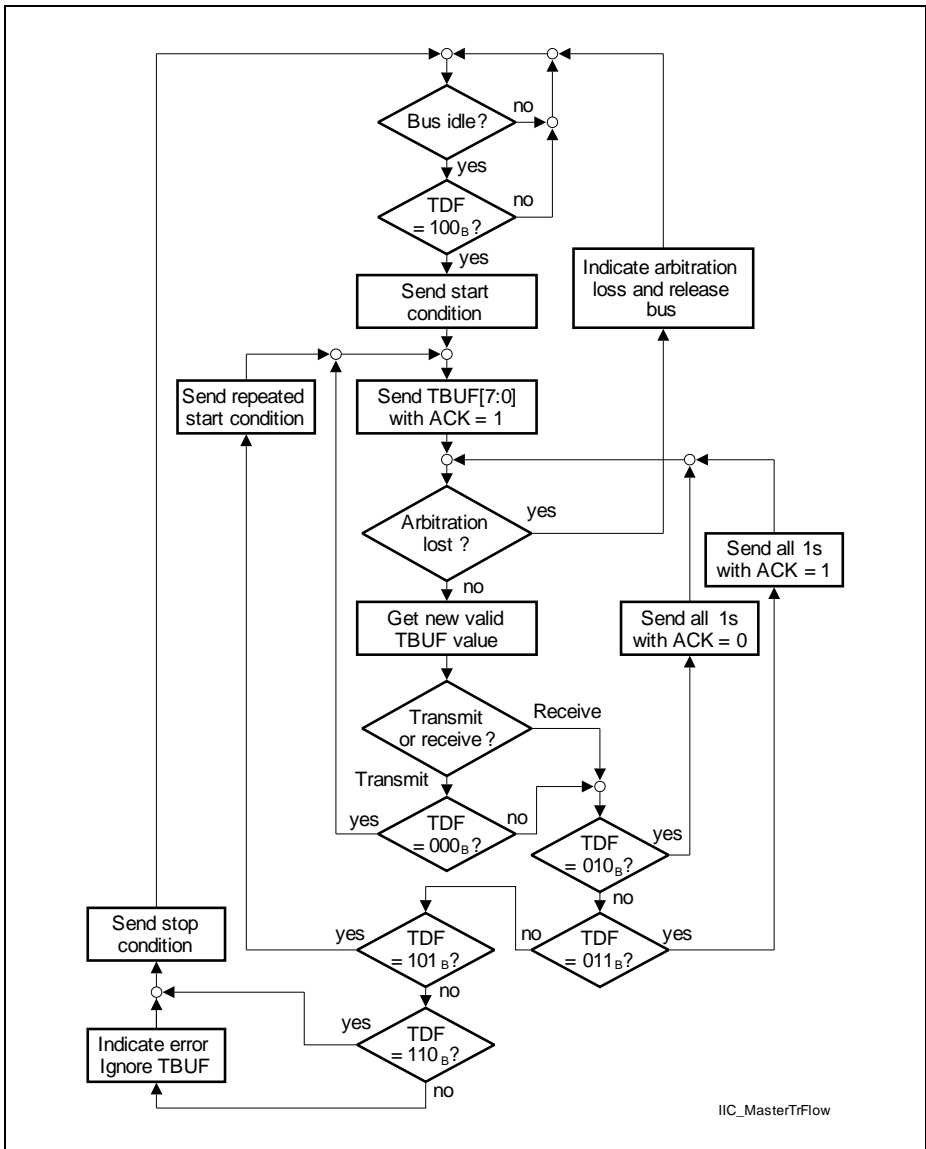 Bus idle?
no
yes
TDF
= 100B?
no
yes
Send start
condition
Indicate arbitration
loss and release
bus
Send repeated
start condition
Send TBUF[7:0]
with ACK = 1
Arbitration
lost ?
yes
no
Send all 1s
with ACK = 1
Get new valid
TBUF value
Send all 1s
with ACK = 0
Transmit
or receive ?
Receive
Transmit
TDF
= 000B?
yes
no
TDF
= 010B?
yes
no
Send stop
condition
TDF
= 101B?
yes
no
TDF
= 011B?
no
yes
Indicate error
Ignore TBUF
TDF
= 110B?
yes
no
IIC_MasterTrFlow